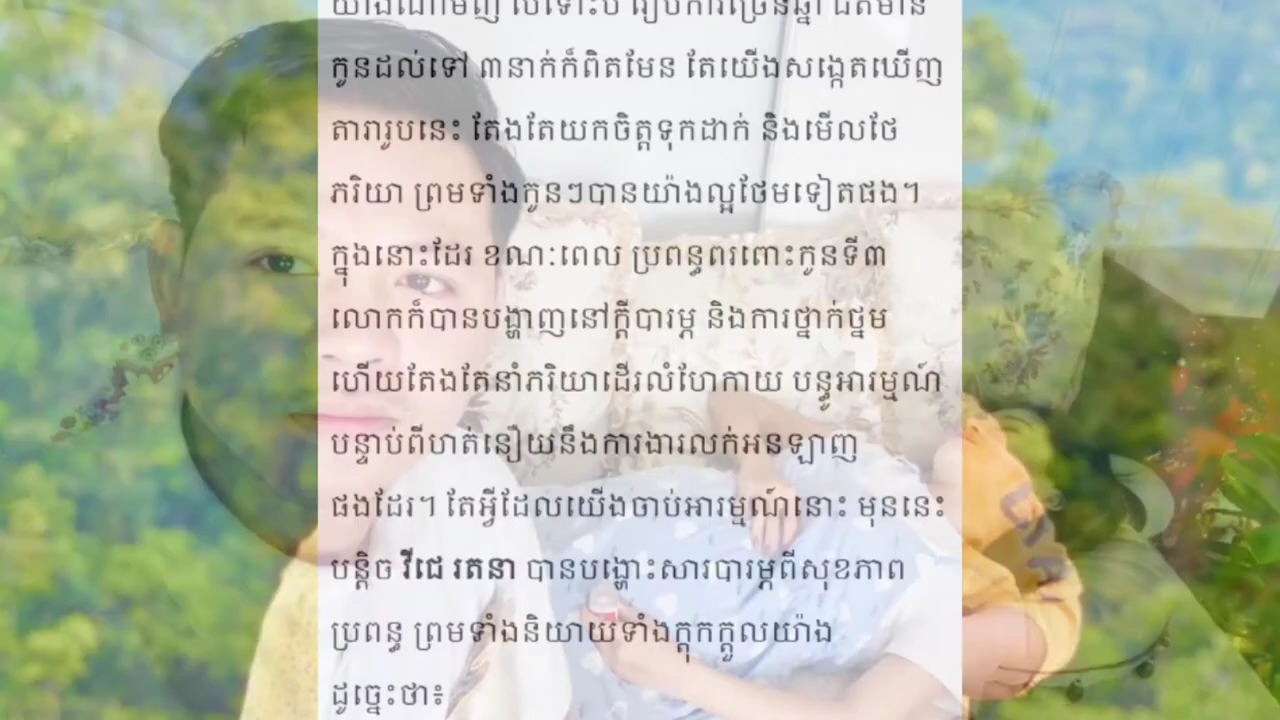 កូនដល់ទៅ ៣នាក់ក៏ពិតមែន តែយើងសង្កេតឃើញ
តារារូបនេះ តែងតែយកចិត្តទុកដាក់ និងមើលថែ
ភរិយា ព្រមទាំងកូនៗបានយ៉ាងល្អថែមទៀតផង។
ក្នុងនោះដែរ ខណៈពេល ប្រពន្ធពរពោះកូនទី៣
លោកក៏បានបង្ហាញនៅក្ដីបារម្ភ និងការថ្នាក់ថ្នម
ហើយតែងតែនាំភរិយាដើរលំហែកាយ បន្ធូអារម្មណ៍
បន្ទាប់ពីហត់នឿយនឹងការងារលក់អនឡាញ
ផងដែរ។ តែអ្វីដែលយើងចាប់អារម្មណ៍នោះ មុននេះ
បន្តិច វីជេ រតនា បានបង្ហោះសារបារម្ភពីសុខភាព
ប្រពន្ធ ព្រមទាំងនិយាយទាំងក្ដុកក្ដួលយ៉ាង
ដូច្នេះថា៖